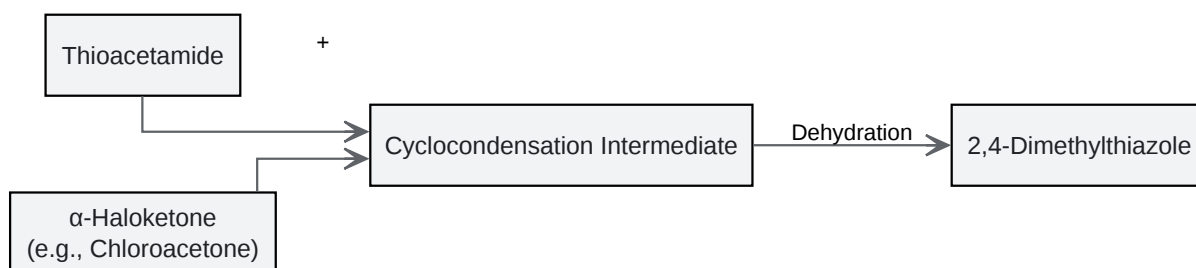 Thioacetamide
+
Cyclocondensation Intermediate
Dehydration
2,4-Dimethylthiazole
α-Haloketone
(e.g., Chloroacetone)